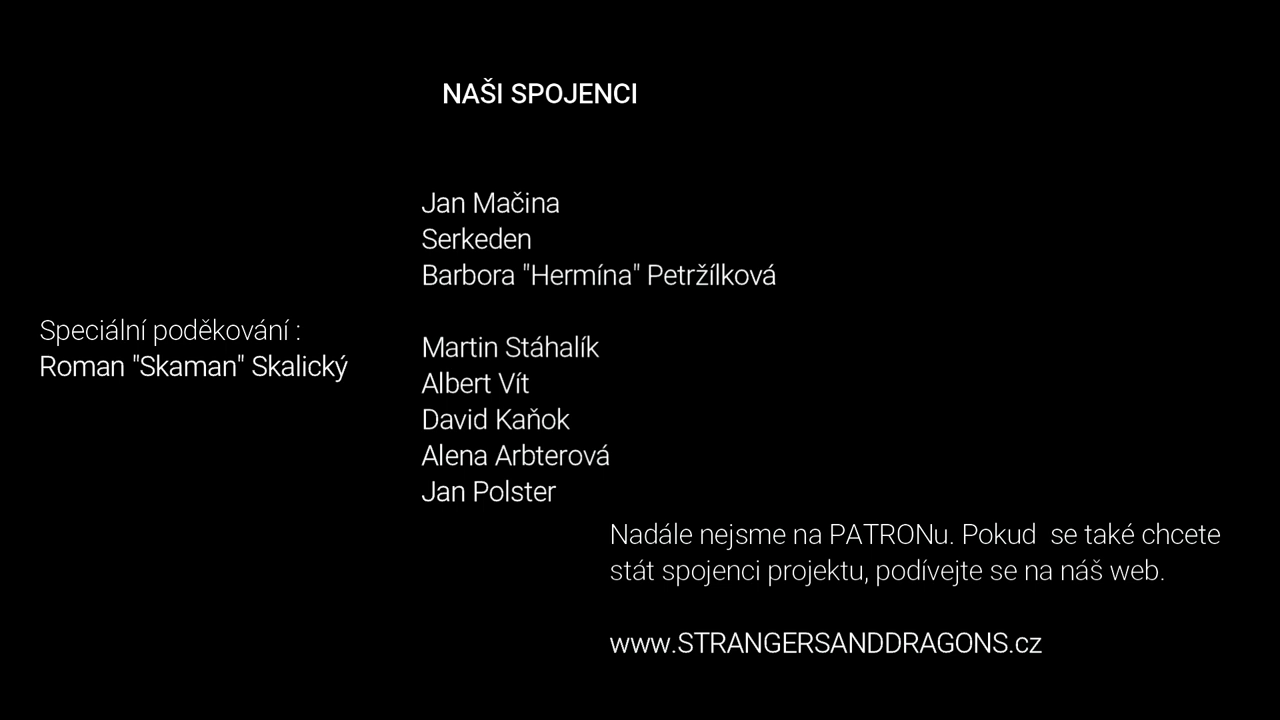 NAŠI SPOJENCI
Jan Mačina
Serkeden
Barbora "Hermína" Petržílková
Speciální poděkování :
Roman "Skaman" Skalický
Martin Stáhalík
Albert Vít
David Kaňok
Alena Arbterová
Jan Polster
Nadále nejsme na PATRONu. Pokud  se také chcete
stát spojenci projektu, podívejte se na náš web.
www.STRANGERSANDDRAGONS.cz